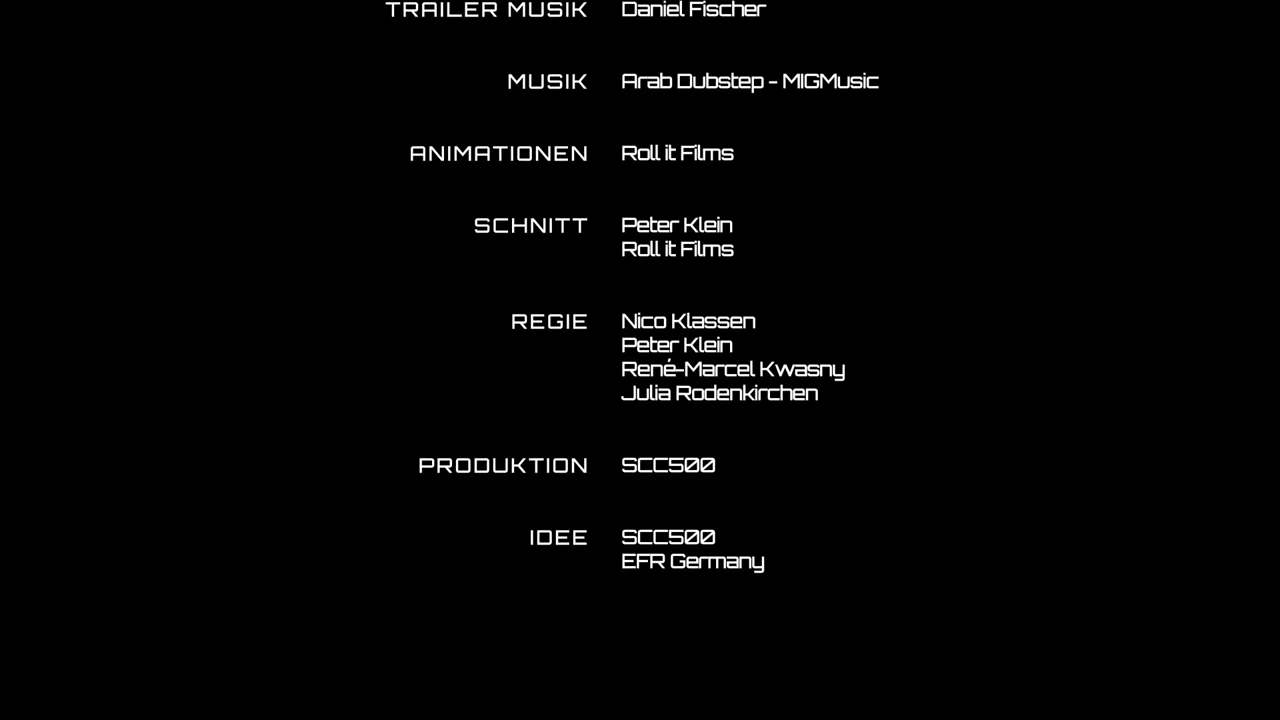 TRAILER MUSIK Daniel Fischer
MUSIK Arab Dubstep - MIGMusic
ANIMATIONEN Roll it Films
SCHNITT Peter Klein
Roll it Films
REGIE Nico Klassen
Peter Klein
René-Marcel Kwasny
Julia Rodenkirchen
PRODUKTION SCC500
IDEE SCC500
EFR Germany